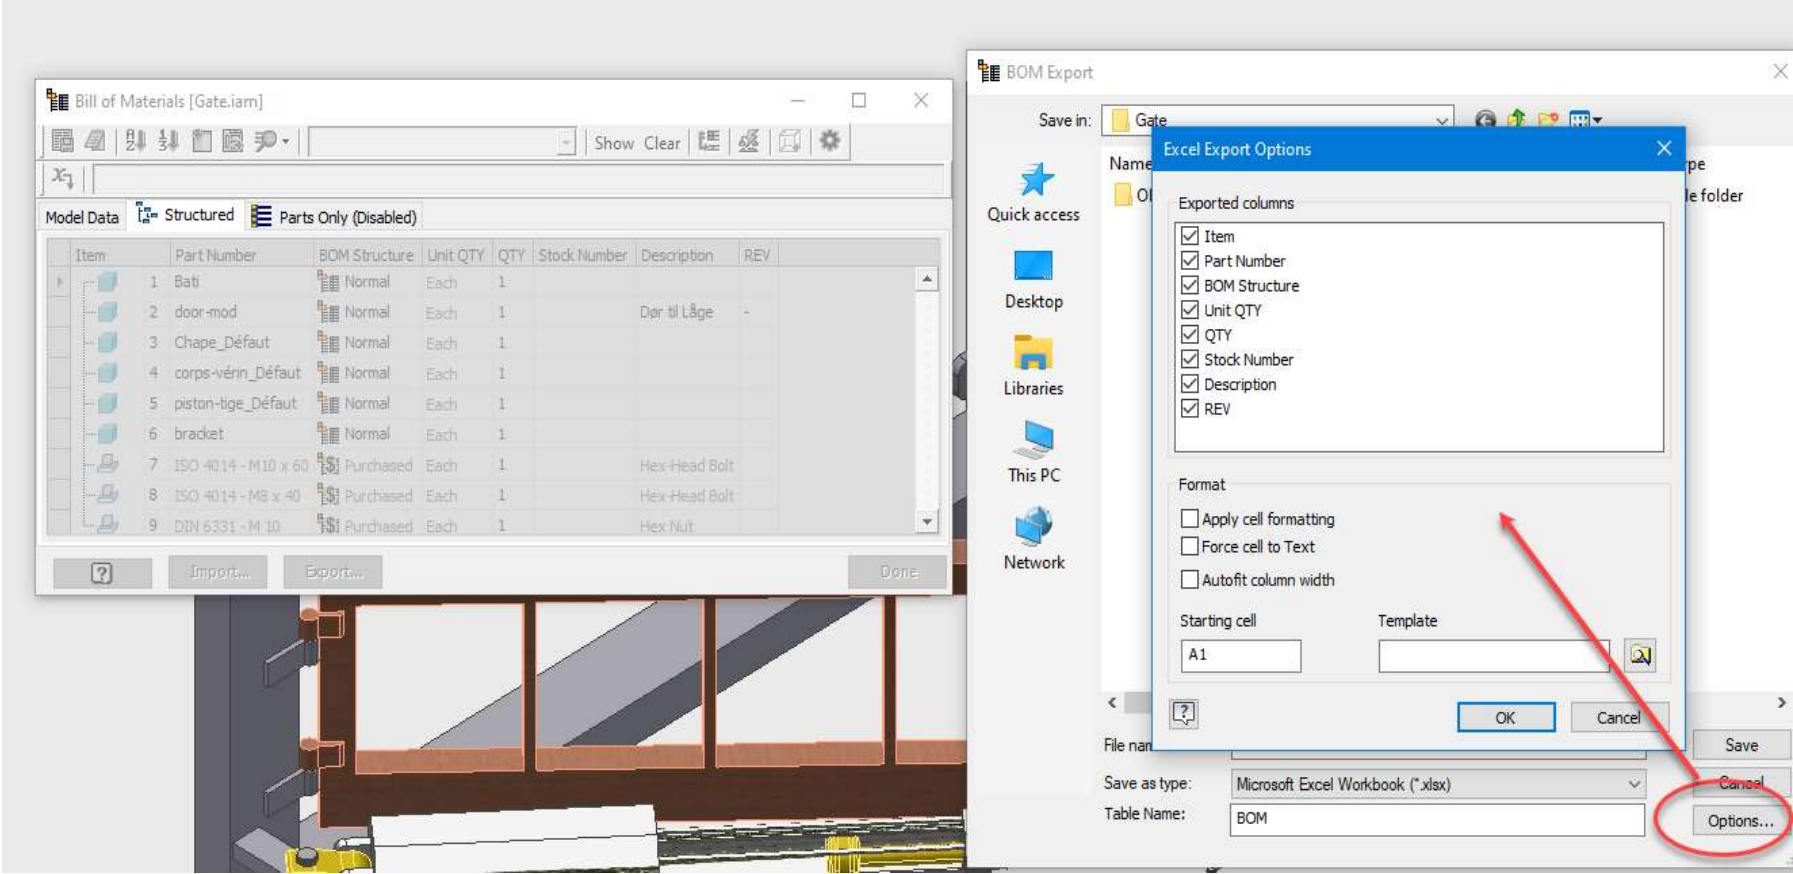 Bill of Materials [Gate.iam]
Show Clear
Model Data Structured Parts Only (Disabled)
Item Part Number BOM Structure Unit QTY QTY Stock Number Description REV
1 Bati Normal Each 1
2 door-mod Normal Each 1 Dør til Låge -
3 Chape_Défaut Normal Each 1
4 corps-vérin_Défaut Normal Each 1
5 piston-tige_Défaut Normal Each 1
6 bracket Normal Each 1
7 ISO 4014 - M10 x 60 Purchased Each 1 Hex-Head Bolt
8 ISO 4014 - M8 x 40 Purchased Each 1 Hex-Head Bolt
9 DIN 6331 - M 10 Purchased Each 1 Hex Nut
Import... Export... Done
BOM Export
Save in: Gate
Quick access
Desktop
Libraries
This PC
Network
Name
Excel Export Options
Exported columns
Item
Part Number
BOM Structure
Unit QTY
QTY
Stock Number
Description
REV
Format
Apply cell formatting
Force cell to Text
Autofit column width
Starting cell Template
A1
OK Cancel
le folder
File nam Save
Save as type: Microsoft Excel Workbook (*.xlsx) Cancel
Table Name: BOM Options...